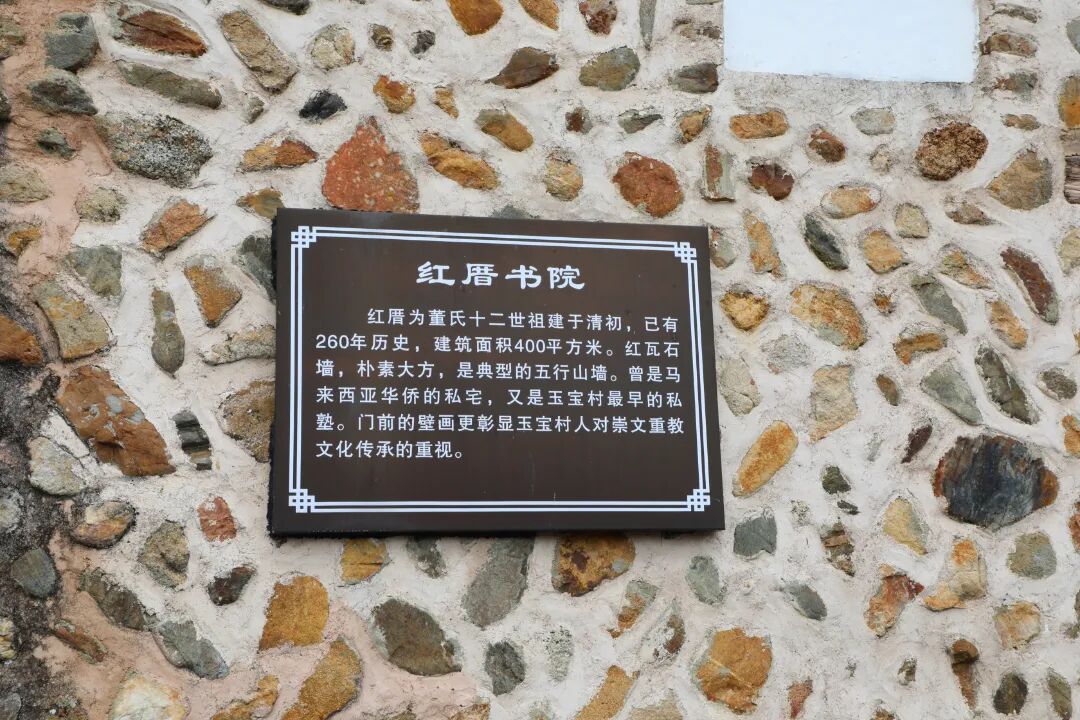 红厝书院
红厝为董氏十二世祖建于清初，已有
260年历史，建筑面积400平方米。红瓦石
墙，朴素大方，是典型的五行山墙。曾是马
来西亚华侨的私宅，又是玉宝村最早的私
塾。门前的壁画更彰显玉宝村人对崇文重教
文化传承的重视。